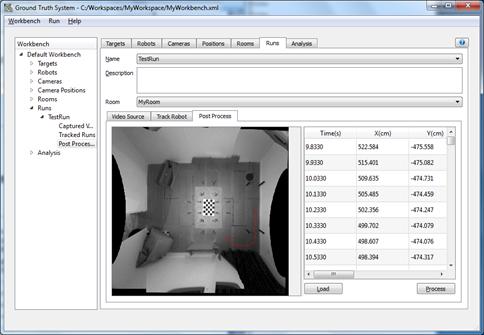 Ground Truth System - C:/Workspaces/MyWorkspace/MyWorkbench.xml
Workbench Run Help
Workbench
Default Workbench
Targets
Robots
Cameras
Camera Positions
Rooms
Runs
TestRun
Captured V...
Tracked Runs
Post Proces...
Analysis
Targets Robots Cameras Positions Rooms Runs Analysis
Name TestRun
Description
Room MyRoom
Video Source Track Robot Post Process
Time(s) X(cm) Y(cm)
9.8330 522.584 -475.558
9.9330 515.401 -475.082
10.0330 509.635 -474.731
10.1330 505.485 -474.459
10.2330 502.356 -474.247
10.3330 499.702 -474.079
10.4330 498.607 -474.076
10.5330 498.394 -474.317
Load Process